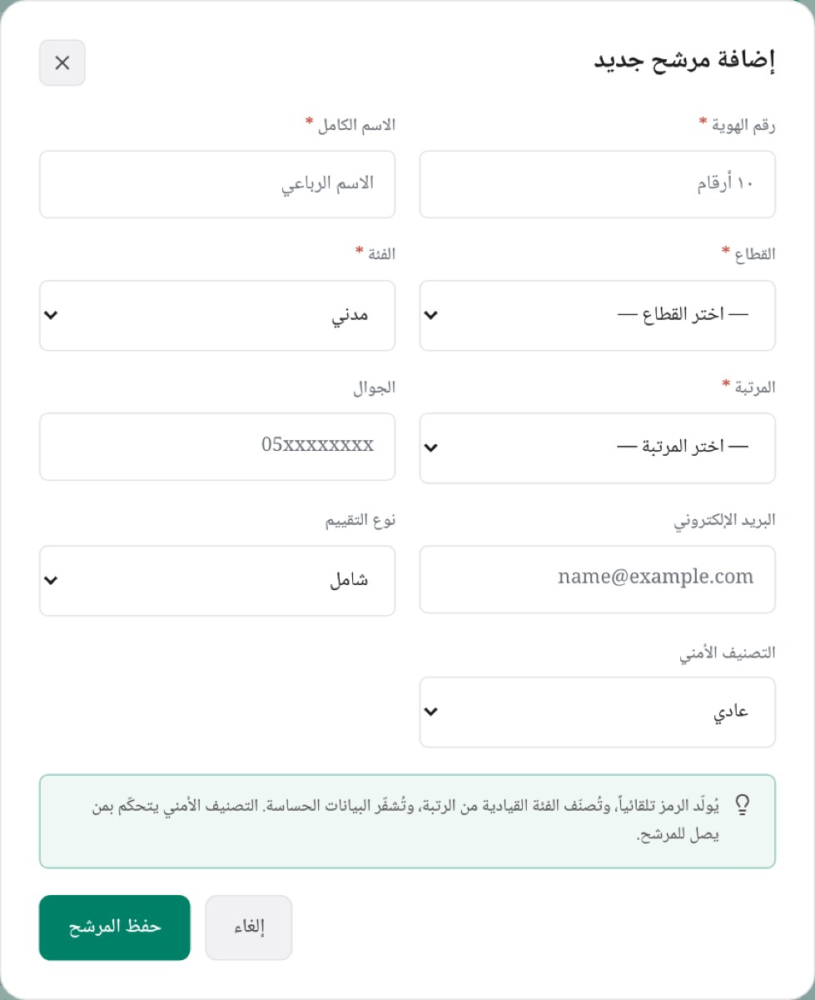 إضافة مرشح جديد
رقم الهوية *
١٠ أرقام
الاسم الكامل *
الاسم الرباعي
القطاع *
— اختر القطاع —
الفئة *
مدني
المرتبة *
— اختر المرتبة —
الجوال
05xxxxxxxx
البريد الإلكتروني
name@example.com
نوع التقييم
شامل
التصنيف الأمني
عادي
يُولَد الرمز تلقائياً، وتُصنَّف الفئة القيادية من الرتبة، وتُشفّر البيانات الحساسة. التصنيف الأمني يتحكّم بمن
يصل للمرشح.
إلغاء
حفظ المرشح